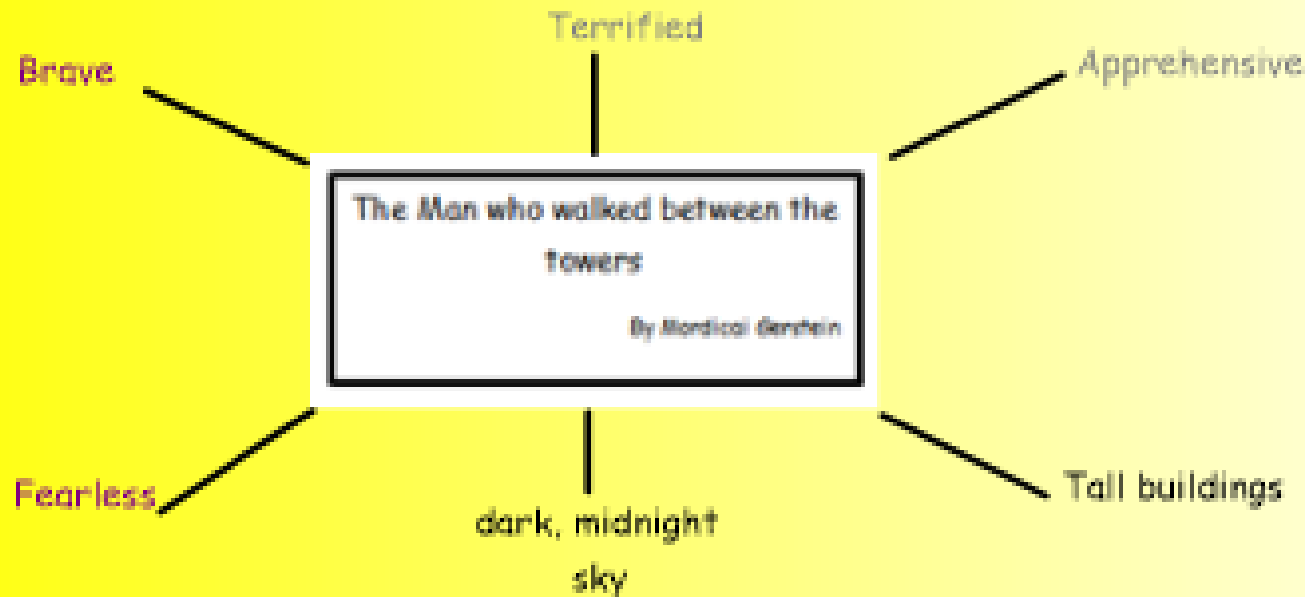 Terrified
Brave
Apprehensive
The Man who walked between the
towers
By Mordicai Gerstein
Fearless
Tall buildings
dark, midnight
sky